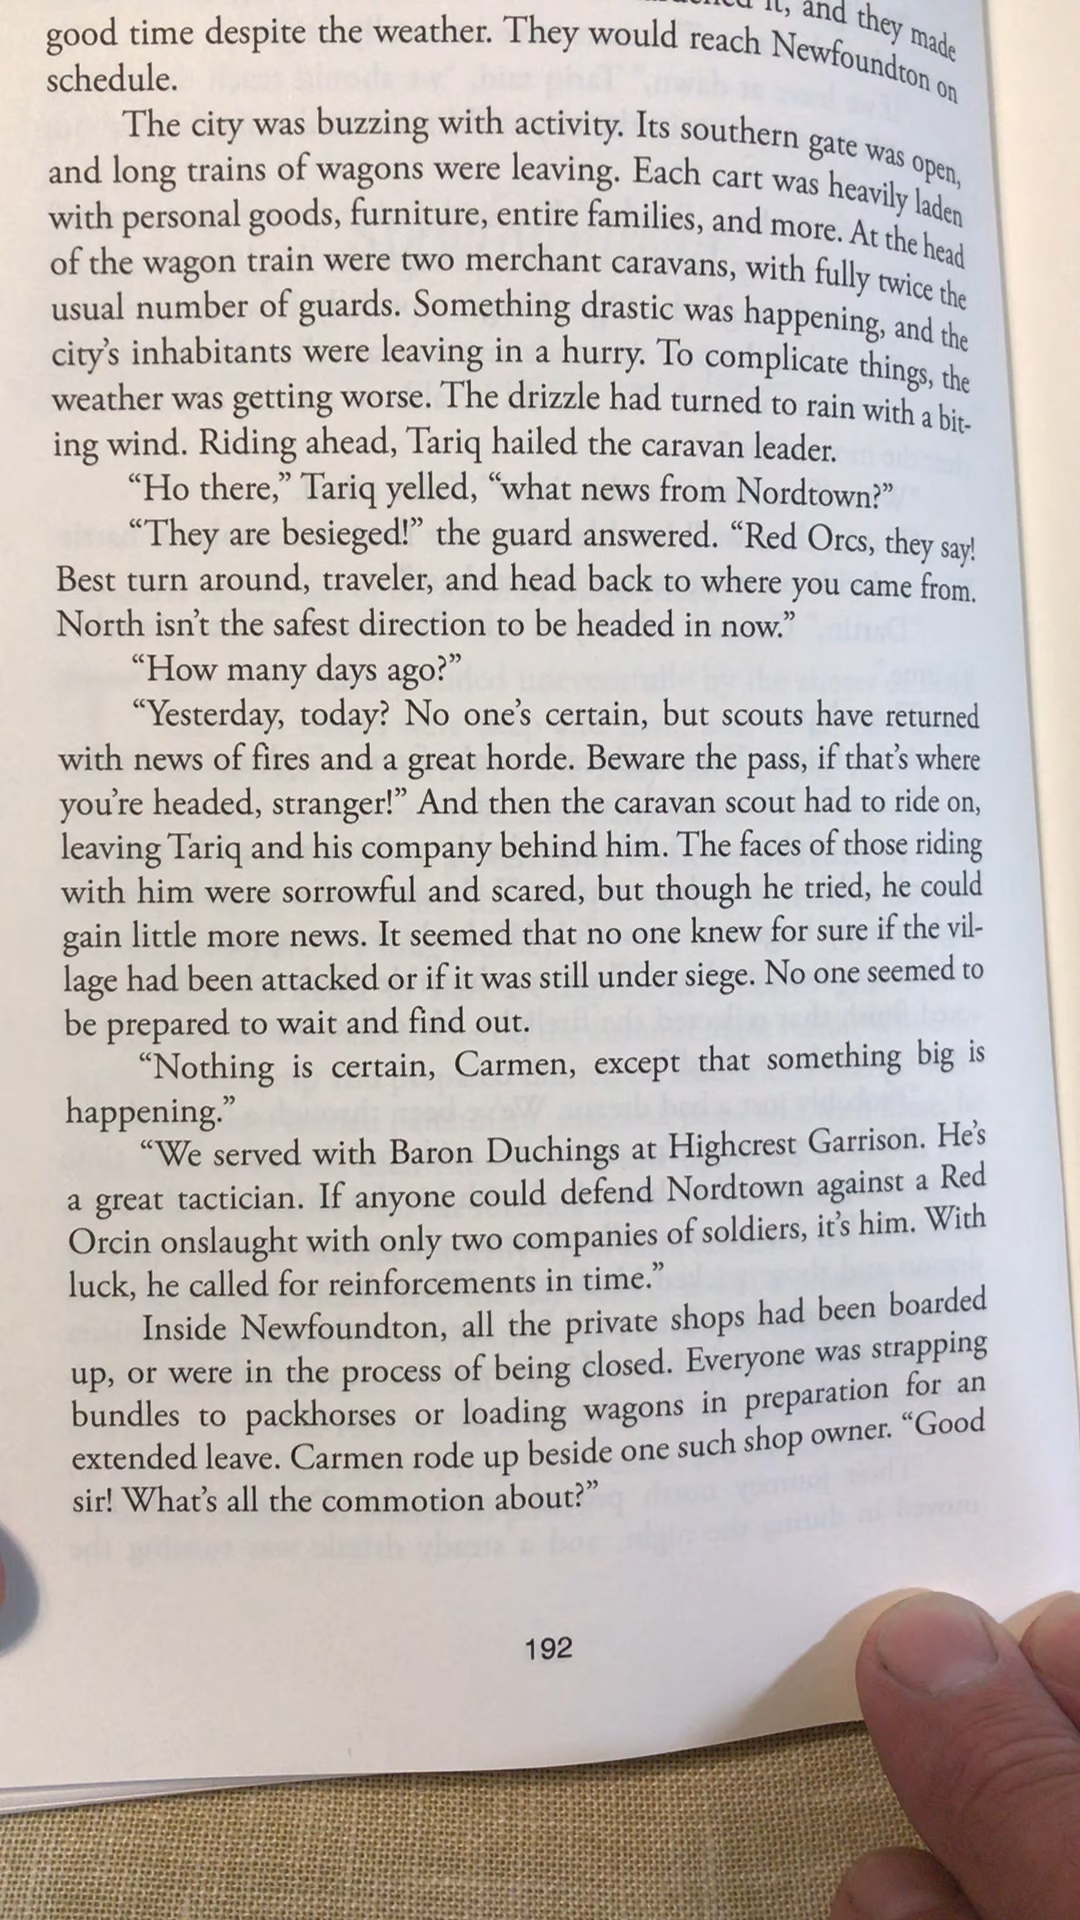 it, and they made
good time despite the weather. They would reach Newfoundton on
schedule.
The city was buzzing with activity. Its southern gate was open,
and long trains of wagons were leaving. Each cart was heavily laden
with personal goods, furniture, entire families, and more. At the head
of the wagon train were two merchant caravans, with fully twice the
usual number of guards. Something drastic was happening, and the
city’s inhabitants were leaving in a hurry. To complicate things, the
weather was getting worse. The drizzle had turned to rain with a bit-
ing wind. Riding ahead, Tariq hailed the caravan leader.
“Ho there,” Tariq yelled, “what news from Nordtown?”
“They are besieged!” the guard answered. “Red Orcs, they say!
Best turn around, traveler, and head back to where you came from.
North isn’t the safest direction to be headed in now.”
“How many days ago?”
“Yesterday, today? No one’s certain, but scouts have returned
with news of fires and a great horde. Beware the pass, if that’s where
you’re headed, stranger!” And then the caravan scout had to ride on,
leaving Tariq and his company behind him. The faces of those riding
with him were sorrowful and scared, but though he tried, he could
gain little more news. It seemed that no one knew for sure if the vil-
lage had been attacked or if it was still under siege. No one seemed to
be prepared to wait and find out.
“Nothing is certain, Carmen, except that something big is
happening.”
“We served with Baron Duchings at Highcrest Garrison. He’s
a great tactician. If anyone could defend Nordtown against a Red
Orcin onslaught with only two companies of soldiers, it’s him. With
luck, he called for reinforcements in time.”
Inside Newfoundton, all the private shops had been boarded
up, or were in the process of being closed. Everyone was strapping
bundles to packhorses or loading wagons in preparation for an
extended leave. Carmen rode up beside one such shop owner. “Good
sir! What’s all the commotion about?”
192